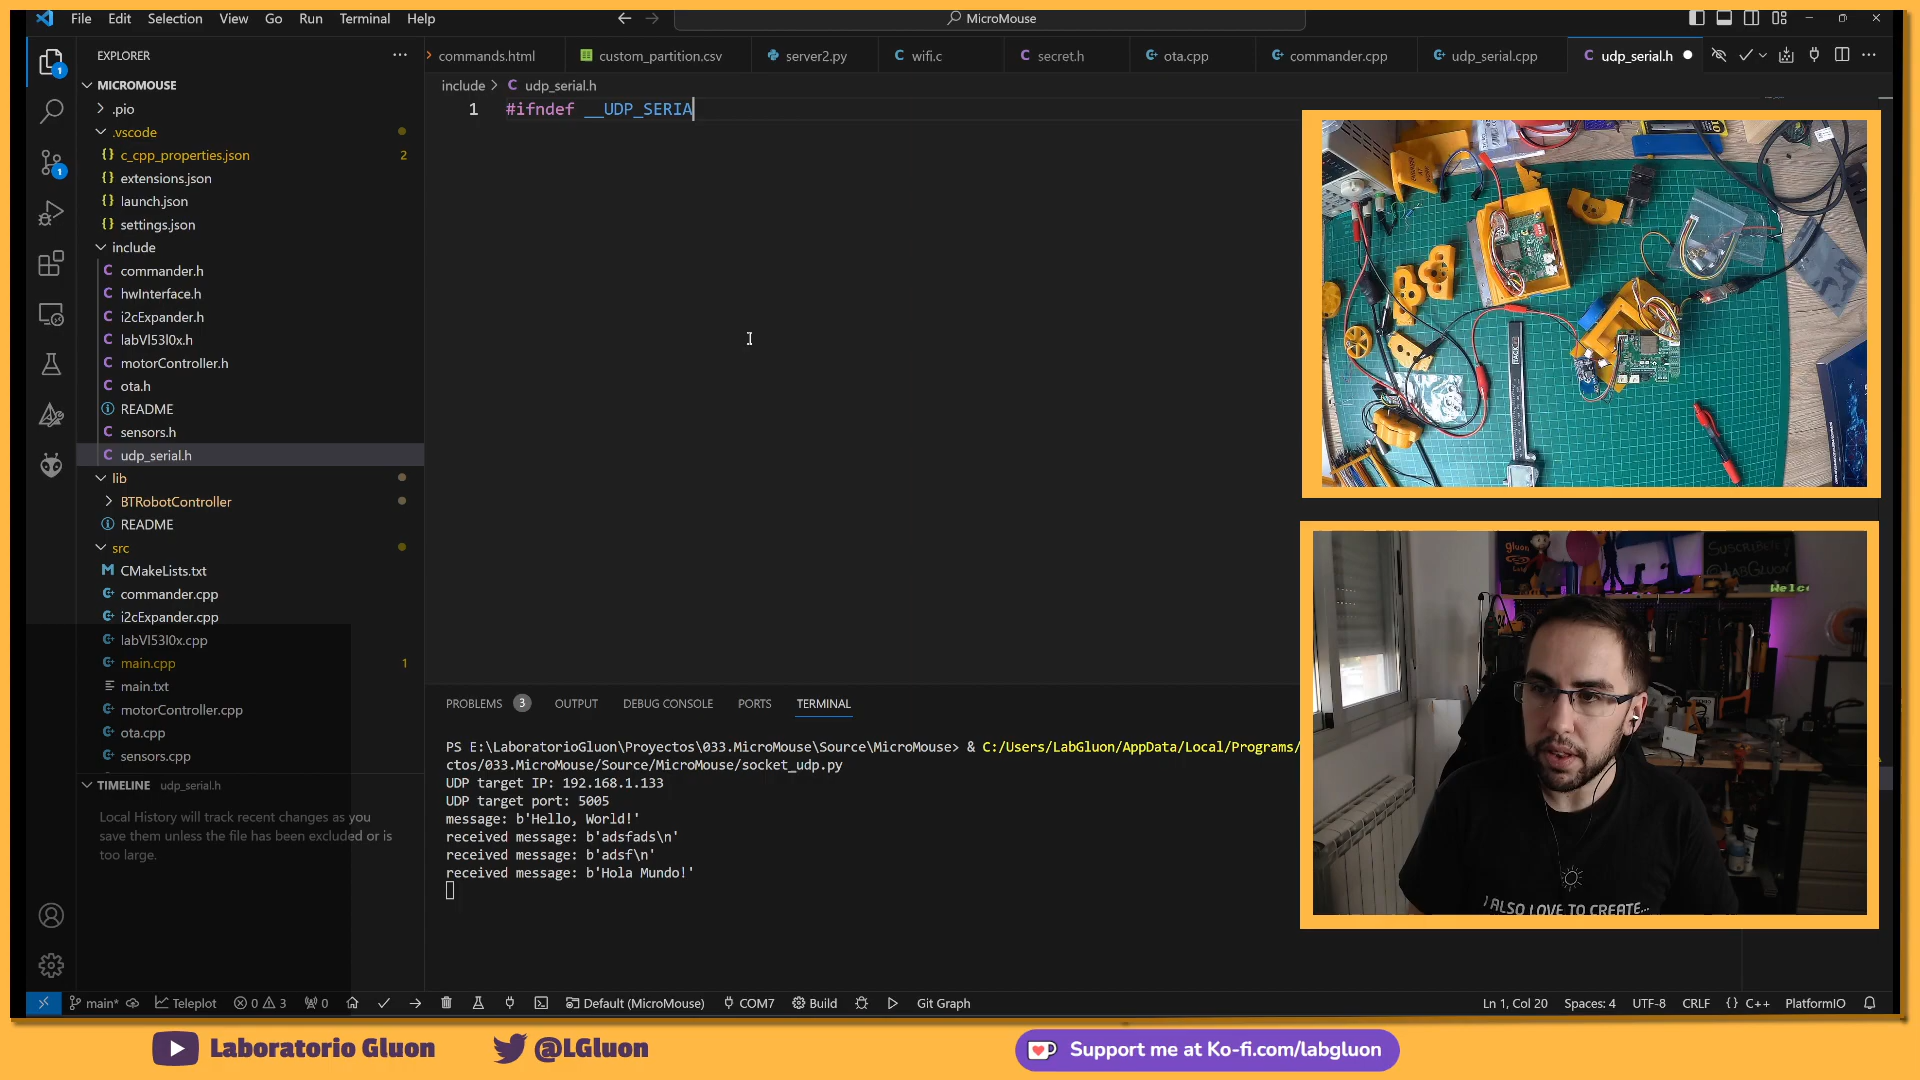 File Edit Selection View Go Run Terminal Help
MicroMouse
EXPLORER
commands.html
custom_partition.csv
server2.py
wifi.c
secret.h
ota.cpp
commander.cpp
udp_serial.cpp
udp_serial.h
include > udp_serial.h
1 #ifndef __UDP_SERIA
MICROMOUSE
.pio
.vscode
c_cpp_properties.json 2
extensions.json
launch.json
settings.json
include
commander.h
hwInterface.h
i2cExpander.h
labVl53l0x.h
motorController.h
ota.h
README
sensors.h
udp_serial.h
lib
BTRobotController
README
src
CMakeLists.txt
commander.cpp
i2cExpander.cpp
labVl53l0x.cpp
main.cpp 1
main.txt
motorController.cpp
ota.cpp
sensors.cpp
TIMELINE udp_serial.h
Local History will track recent changes as you
save them unless the file has been excluded or is
too large.
PROBLEMS 3 OUTPUT DEBUG CONSOLE PORTS TERMINAL
PS E:\LaboratorioGluon\Proyectos\033.MicroMouse\Source\MicroMouse> & C:/Users/LabGluon/AppData/Local/Programs/
ctos/033.MicroMouse/Source/MicroMouse/socket_udp.py
UDP target IP: 192.168.1.133
UDP target port: 5005
message: b'Hello, World!'
received message: b'adsfads\n'
received message: b'adsf\n'
received message: b'Hola Mundo!'
SUSCRIBETE!
@LABGLUON
Welc
I ALSO LOVE TO CREATE...
main* Teleplot 0 3 0 Default (MicroMouse) COM7 Build Git Graph
Ln 1, Col 20 Spaces: 4 UTF-8 CRLF {} C++ PlatformIO
Laboratorio Gluon
@LGluon
Support me at Ko-fi.com/labgluon